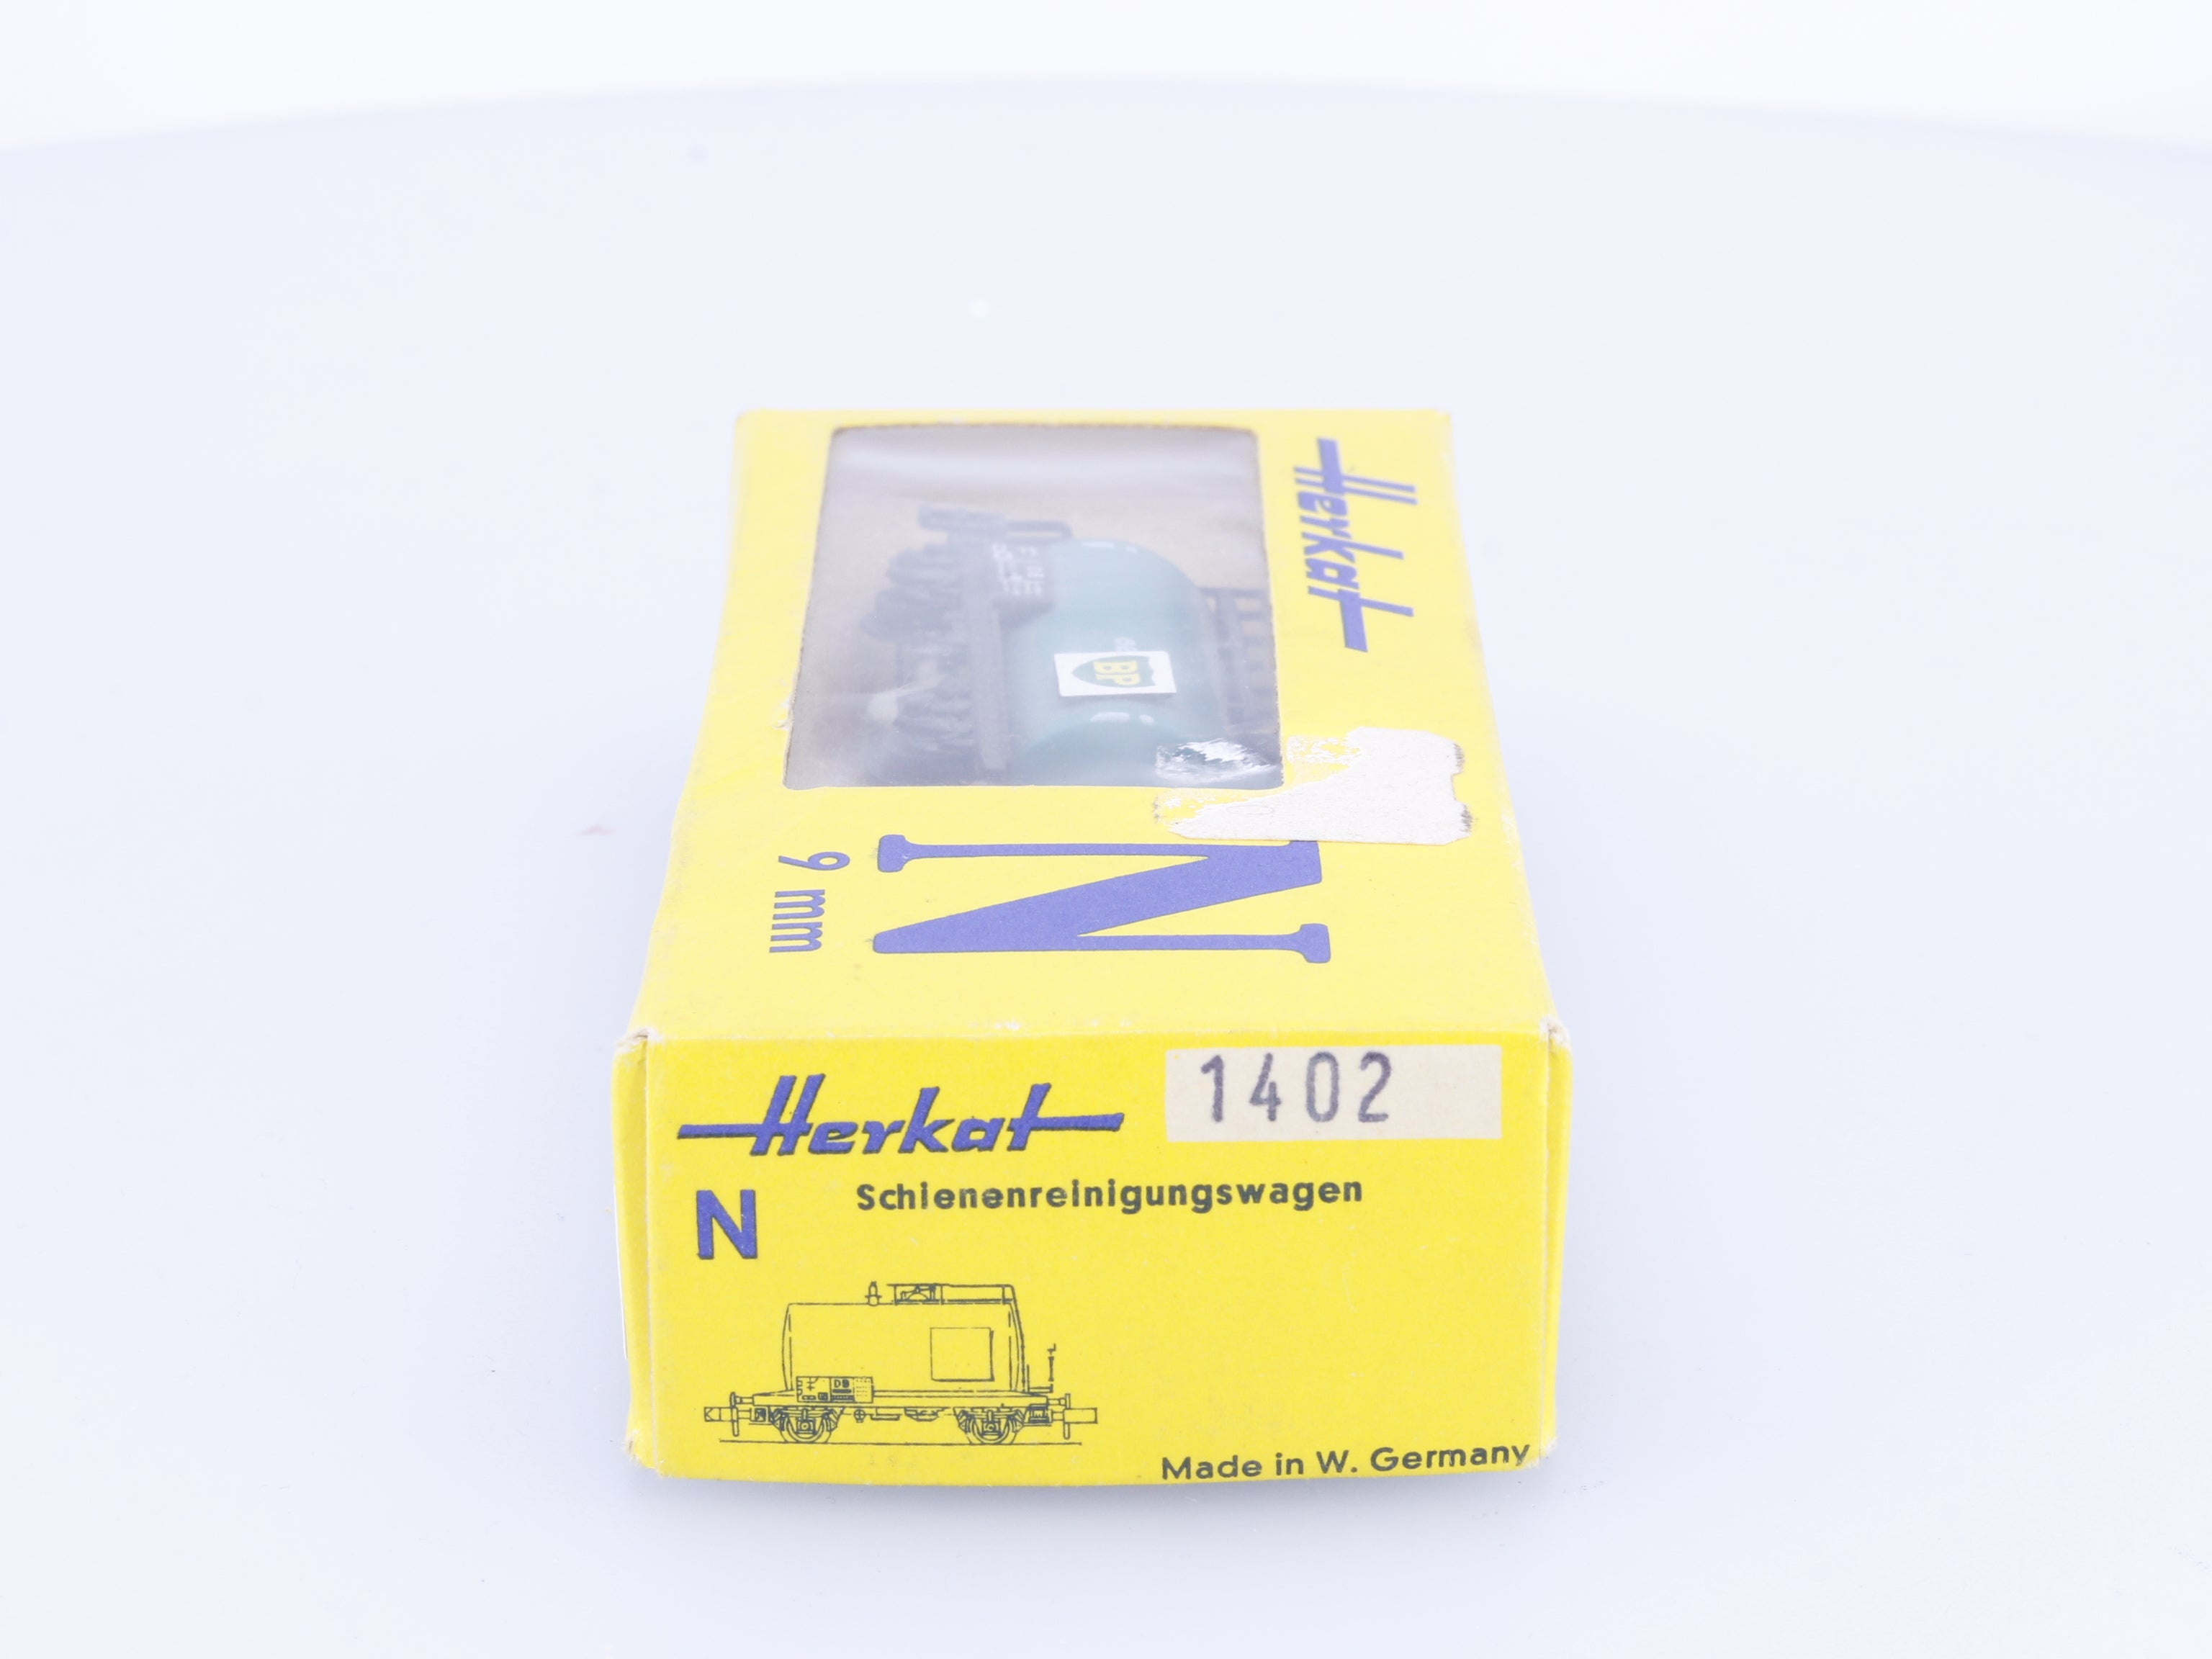 Herkat
BP
N
9 mm
Herkat
1402
N
Schienenreinigungswagen
DB
Made in W. Germany